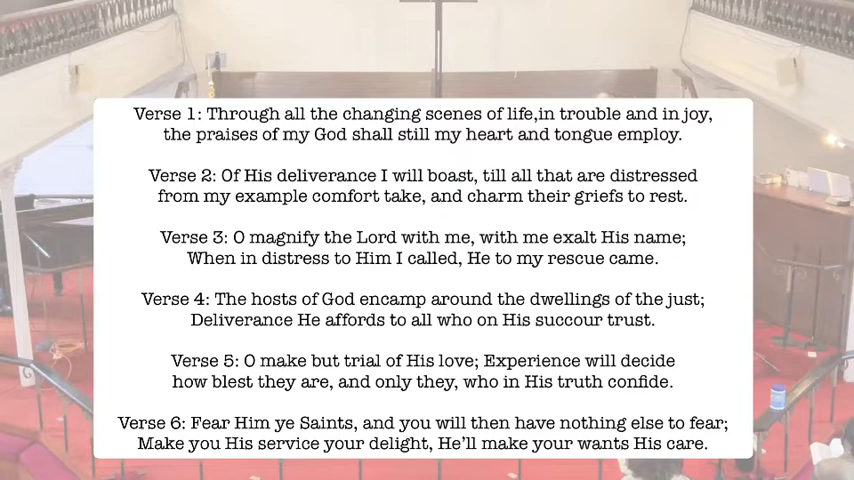 Verse 1: Through all the changing scenes of life,in trouble and in joy,
the praises of my God shall still my heart and tongue employ.
Verse 2: Of His deliverance I will boast, till all that are distressed
from my example comfort take, and charm their griefs to rest.
Verse 3: O magnify the Lord with me, with me exalt His name;
When in distress to Him I called, He to my rescue came.
Verse 4: The hosts of God encamp around the dwellings of the just;
Deliverance He affords to all who on His succour trust.
Verse 5: O make but trial of His love; Experience will decide
how blest they are, and only they, who in His truth confide.
Verse 6: Fear Him ye Saints, and you will then have nothing else to fear;
Make you His service your delight, He’ll make your wants His care.